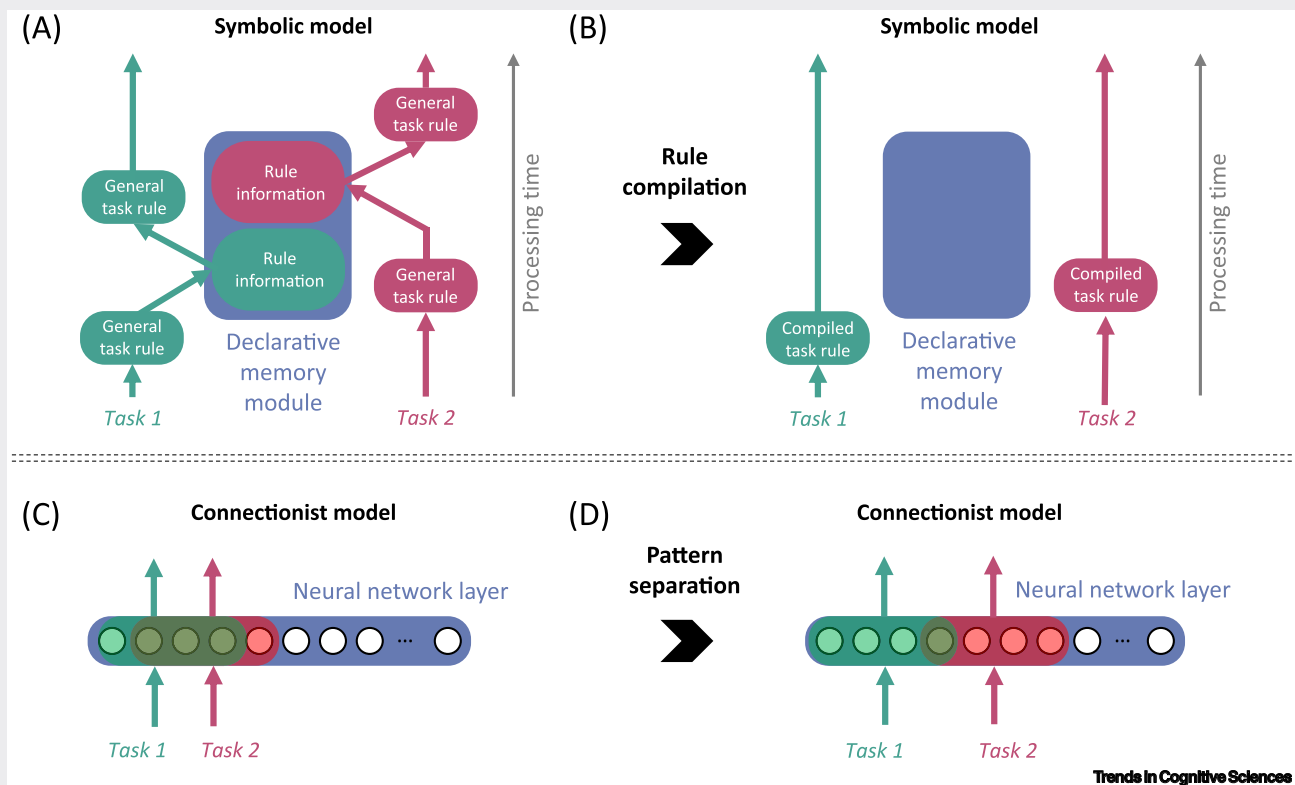 (A)
Symbolic model
General
task rule
General
task rule
Rule
information
Rule
information
General
task rule
General
task rule
Declarative
memory
module
Task 1
Task 2
Processing time
Rule
compilation
(B)
Symbolic model
Compiled
task rule
Compiled
task rule
Declarative
memory
module
Task 1
Task 2
Processing time
(C)
Connectionist model
Neural network layer
...
Task 1
Task 2
Pattern
separation
(D)
Connectionist model
Neural network layer
...
Task 1
Task 2
Trends in Cognitive Sciences